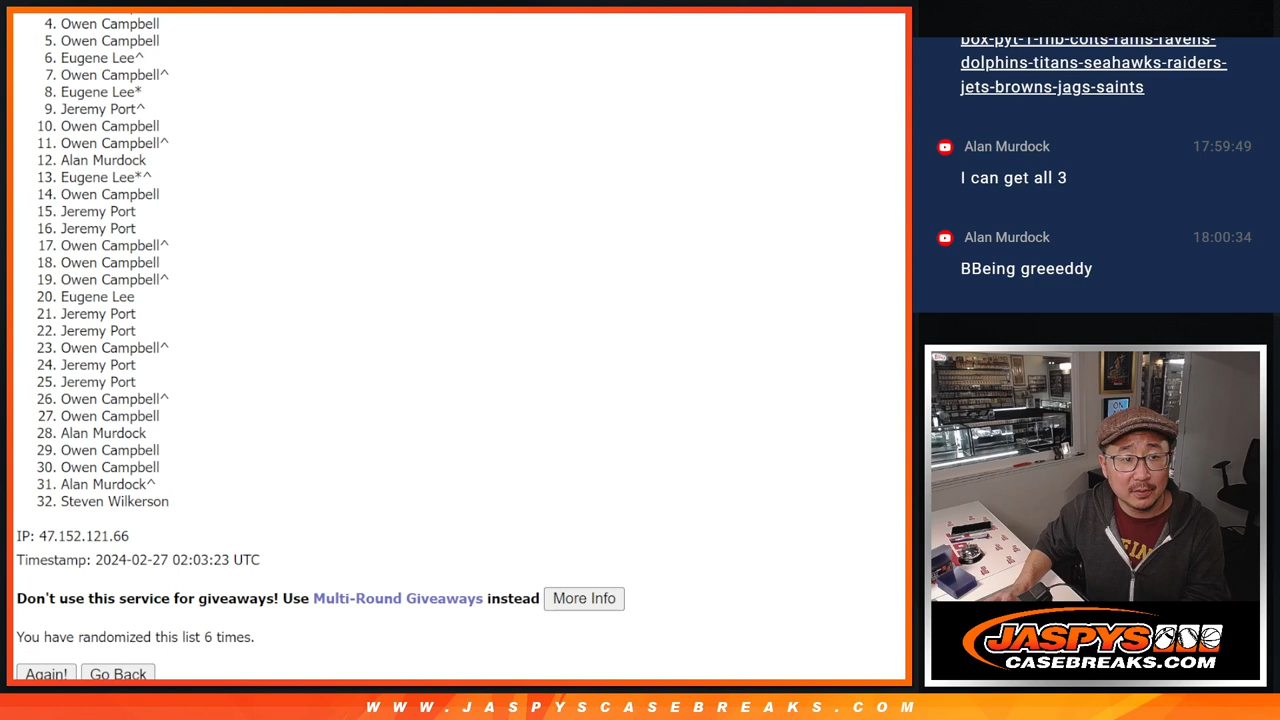 4. Owen Campbell
5. Owen Campbell
6. Eugene Lee^
7. Owen Campbell^
8. Eugene Lee*
9. Jeremy Port^
10. Owen Campbell
11. Owen Campbell^
12. Alan Murdock
13. Eugene Lee*^
14. Owen Campbell
15. Jeremy Port
16. Jeremy Port
17. Owen Campbell^
18. Owen Campbell
19. Owen Campbell^
20. Eugene Lee
21. Jeremy Port
22. Jeremy Port
23. Owen Campbell^
24. Jeremy Port
25. Jeremy Port
26. Owen Campbell^
27. Owen Campbell
28. Alan Murdock
29. Owen Campbell
30. Owen Campbell
31. Alan Murdock^
32. Steven Wilkerson
IP: 47.152.121.66
Timestamp: 2024-02-27 02:03:23 UTC
Don't use this service for giveaways! Use Multi-Round Giveaways instead More Info
You have randomized this list 6 times.
Again! Go Back
box-pyt-1-rnb-colts-rams-ravens-
dolphins-titans-seahawks-raiders-
jets-browns-jags-saints
Alan Murdock 17:59:49
I can get all 3
Alan Murdock 18:00:34
BBeing greeeddy
JASPYS
CASEBREAKS.COM
WWW.JASPYSCASEBREAKS.COM